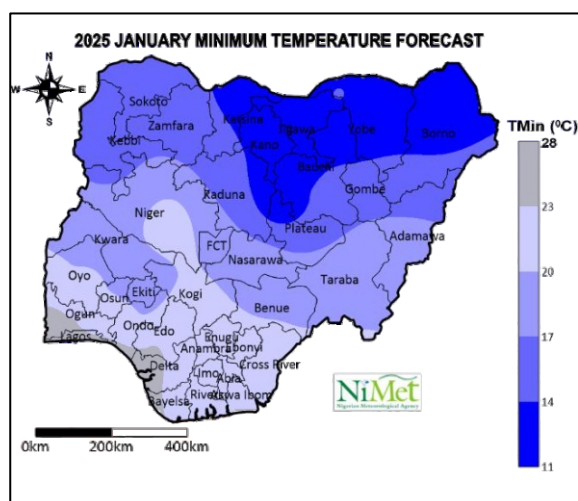 2025 JANUARY MINIMUM TEMPERATURE FORECAST
N
W E
S
TMin (ºC)
28
23
20
17
14
11
Sokoto
Zamfara
Kebbi
Katsina
Kano
Jigawa
Yobe
Borno
Bauchi
Gombe
Kaduna
Niger
Plateau
Adamawa
FCT
Nasarawa
Kwara
Taraba
Oyo
Osun
Ekiti
Kogi
Benue
Ogun
Ondo
Edo
Lagos
Enugu
Ebonyi
Anambra
Delta
Imo
Abia
Cross River
Bayelsa
Rivers
Akwa Ibom
NiMet
Nigerian Meteorological Agency
0km 200km 400km